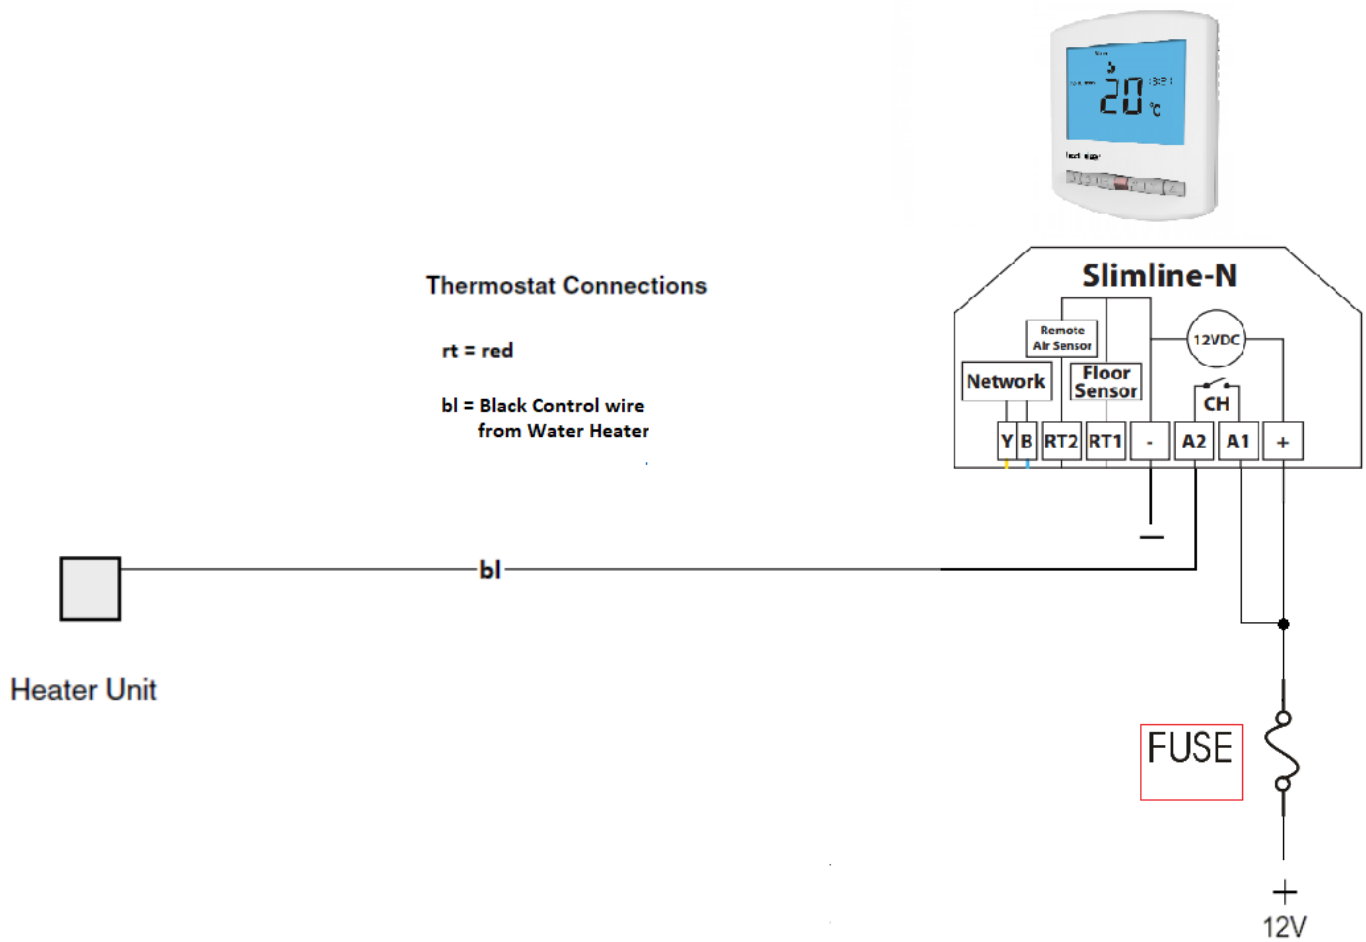 20 °C
Thermostat Connections
rt = red
bl = Black Control wire
from Water Heater
Slimline-N
Remote
Air Sensor
12VDC
Network
Floor
Sensor
CH
Y B RT2 RT1 - A2 A1 +
bl
Heater Unit
FUSE
+
12V